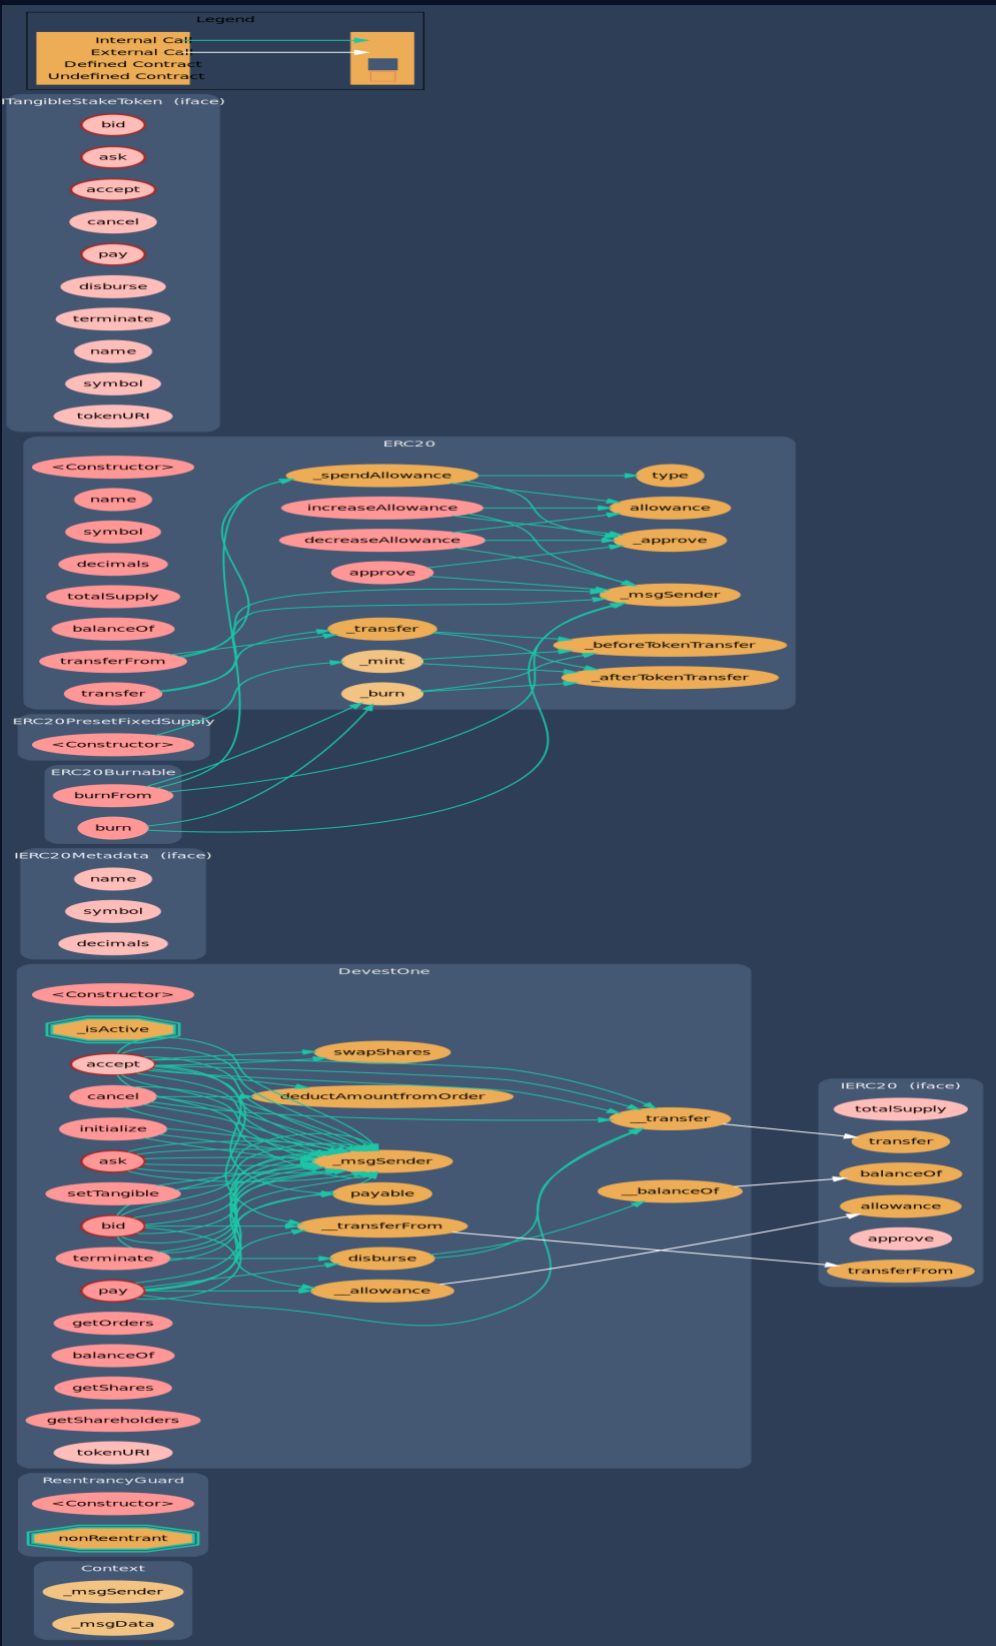 Legend
Internal Call
External Call
Defined Contract
Undefined Contract
ITangibleStakeToken (iface)
bid
ask
accept
cancel
pay
disburse
terminate
name
symbol
tokenURI
ERC20
<Constructor>
name
symbol
decimals
totalSupply
balanceOf
transferFrom
transfer
_spendAllowance
increaseAllowance
decreaseAllowance
approve
_transfer
_mint
_burn
type
allowance
_approve
_msgSender
_beforeTokenTransfer
_afterTokenTransfer
ERC20PresetFixedSupply
<Constructor>
ERC20Burnable
burnFrom
burn
IERC20Metadata (iface)
name
symbol
decimals
DevestOne
<Constructor>
_isActive
accept
cancel
initialize
ask
setTangible
bid
terminate
pay
getOrders
balanceOf
getShares
getShareholders
tokenURI
swapShares
deductAmountfromOrder
_msgSender
payable
__transferFrom
disburse
__allowance
__transfer
__balanceOf
IERC20 (iface)
totalSupply
transfer
balanceOf
allowance
approve
transferFrom
ReentrancyGuard
<Constructor>
nonReentrant
Context
_msgSender
_msgData